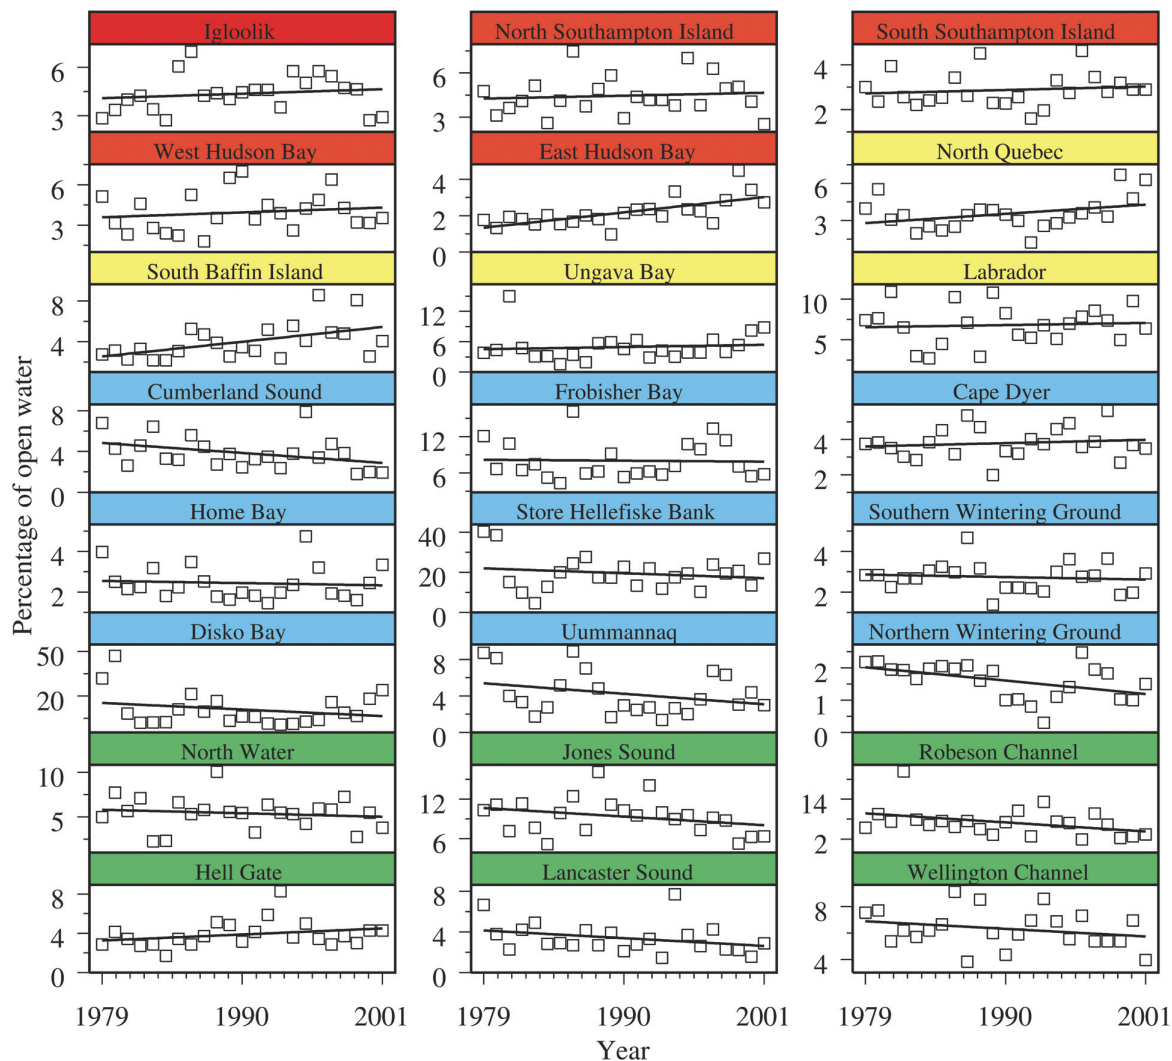 Igloolik
North Southampton Island
South Southampton Island
6
3
6
3
4
2
West Hudson Bay
East Hudson Bay
North Quebec
6
3
4
2
0
6
3
South Baffin Island
Ungava Bay
Labrador
8
4
12
6
0
10
5
Cumberland Sound
Frobisher Bay
Cape Dyer
8
4
0
12
6
4
2
Home Bay
Store Hellefiske Bank
Southern Wintering Ground
4
2
40
20
0
4
2
Disko Bay
Uummannaq
Northern Wintering Ground
50
20
8
4
0
2
1
0
North Water
Jones Sound
Robeson Channel
10
5
12
6
14
2
Hell Gate
Lancaster Sound
Wellington Channel
8
4
0
8
4
0
8
4
1979
1990
2001
1979
1990
2001
1979
1990
2001
Year
Percentage of open water